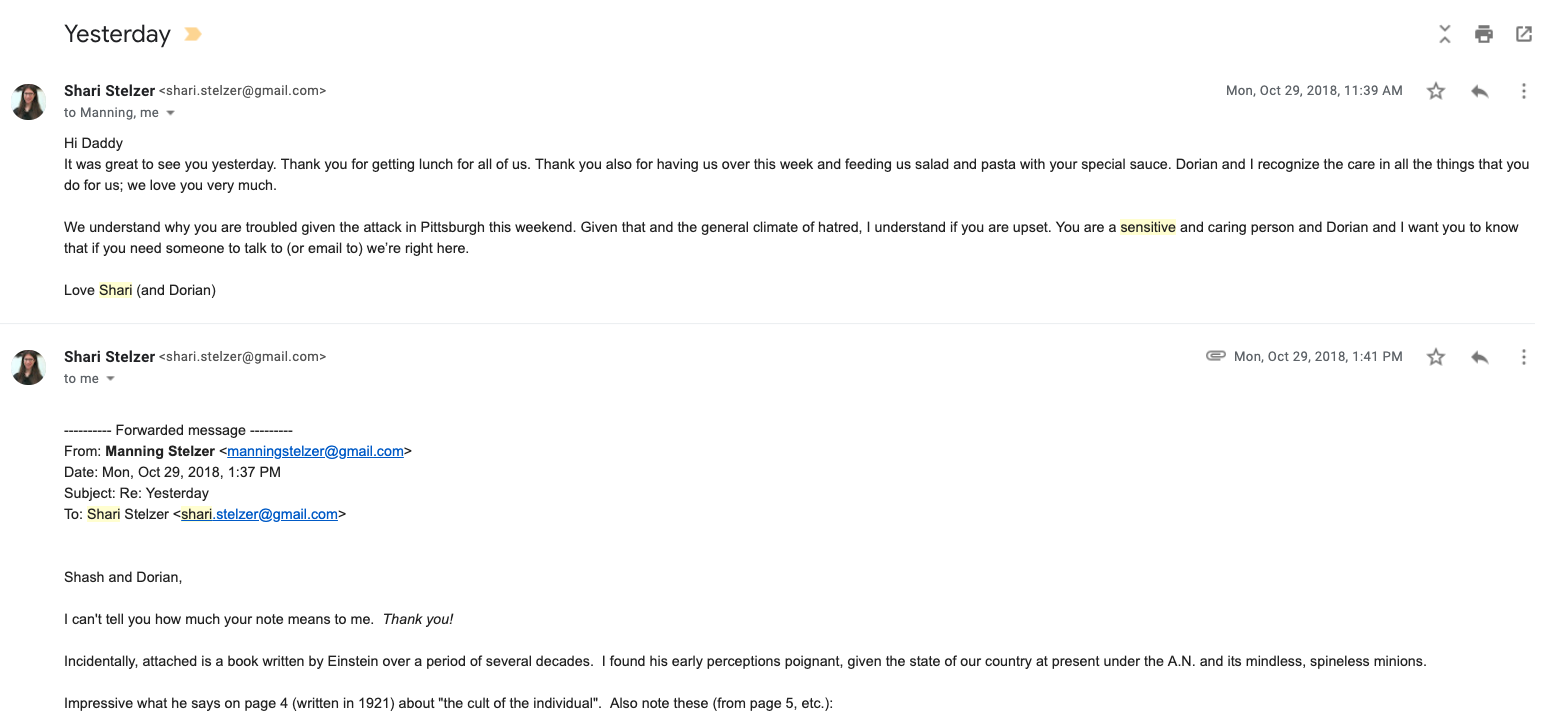 Yesterday
Shari Stelzer <shari.stelzer@gmail.com>
Mon, Oct 29, 2018, 11:39 AM
to Manning, me
Hi Daddy
It was great to see you yesterday. Thank you for getting lunch for all of us. Thank you also for having us over this week and feeding us salad and pasta with your special sauce. Dorian and I recognize the care in all the things that you
do for us; we love you very much.
We understand why you are troubled given the attack in Pittsburgh this weekend. Given that and the general climate of hatred, I understand if you are upset. You are a sensitive and caring person and Dorian and I want you to know
that if you need someone to talk to (or email to) we’re right here.
Love Shari (and Dorian)
Shari Stelzer <shari.stelzer@gmail.com>
Mon, Oct 29, 2018, 1:41 PM
to me
---------- Forwarded message ---------
From: Manning Stelzer <manningstelzer@gmail.com>
Date: Mon, Oct 29, 2018, 1:37 PM
Subject: Re: Yesterday
To: Shari Stelzer <shari.stelzer@gmail.com>
Shash and Dorian,
I can't tell you how much your note means to me.  Thank you!
Incidentally, attached is a book written by Einstein over a period of several decades.  I found his early perceptions poignant, given the state of our country at present under the A.N. and its mindless, spineless minions.
Impressive what he says on page 4 (written in 1921) about "the cult of the individual".  Also note these (from page 5, etc.):